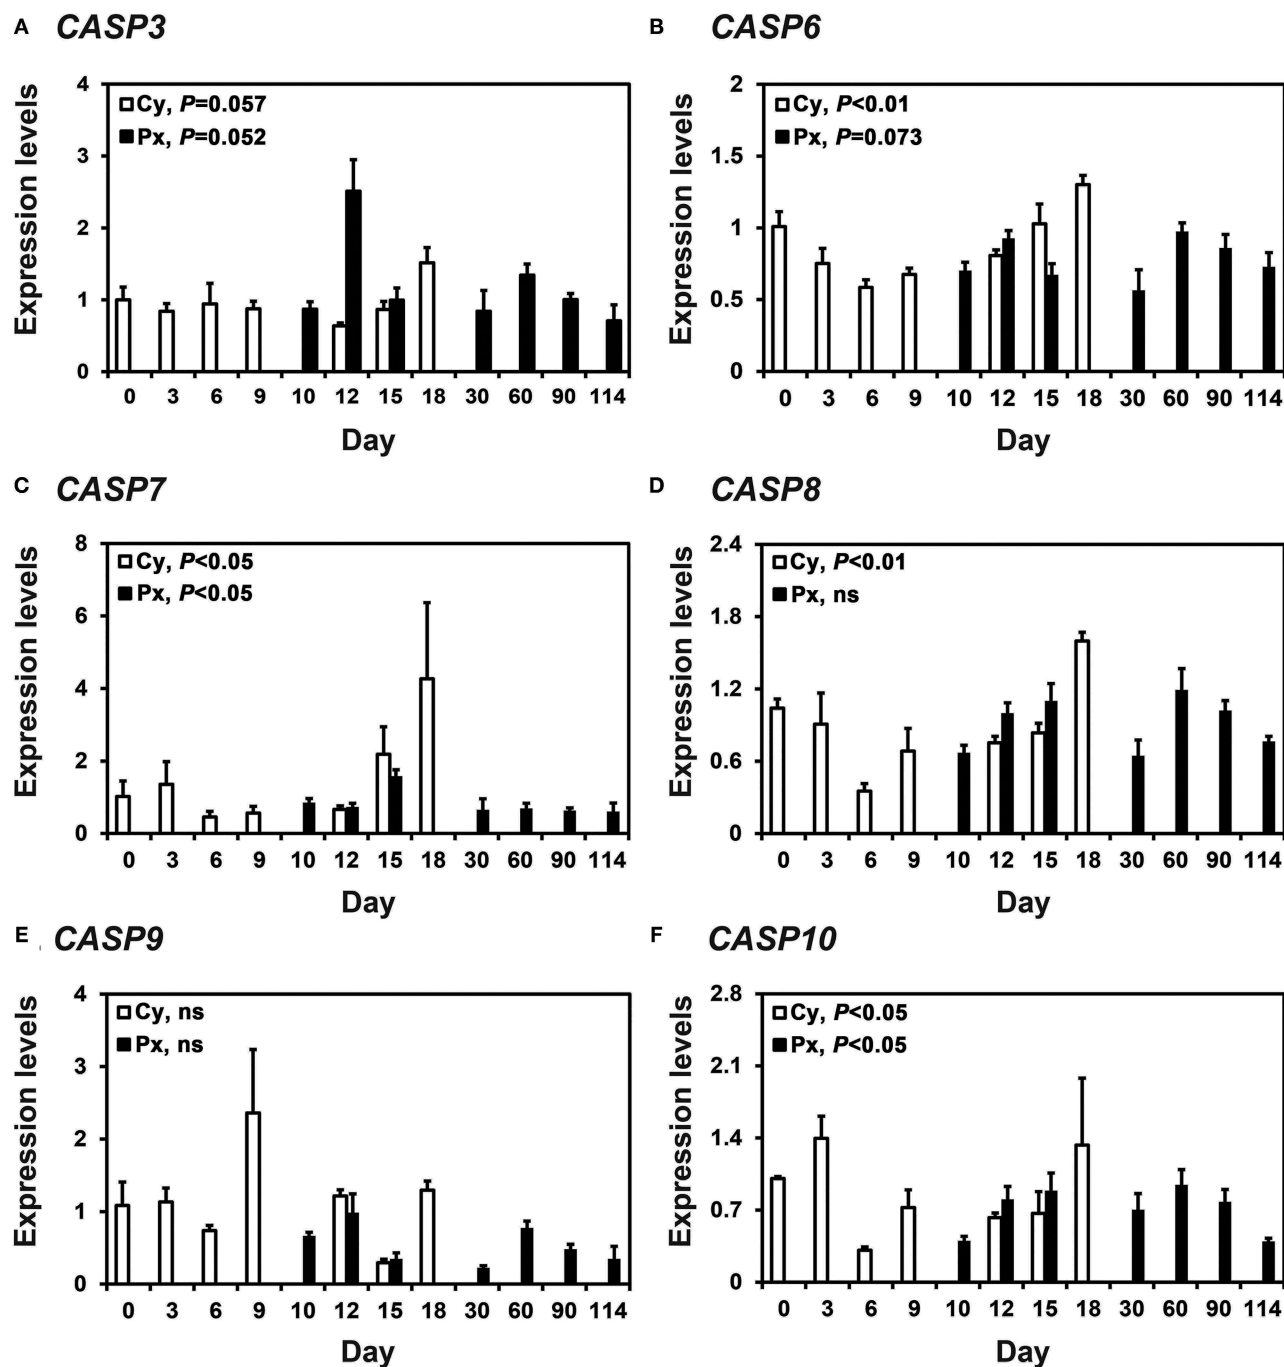 A CASP3
Expression levels
4
3
2
1
0
Cy, P=0.057
Px, P=0.052
0 3 6 9 10 12 15 18 30 60 90 114
Day
B CASP6
Expression levels
2
1.5
1
0.5
0
Cy, P<0.01
Px, P=0.073
0 3 6 9 10 12 15 18 30 60 90 114
Day
C CASP7
Expression levels
8
6
4
2
0
Cy, P<0.05
Px, P<0.05
0 3 6 9 10 12 15 18 30 60 90 114
Day
D CASP8
Expression levels
2.4
1.8
1.2
0.6
0
Cy, P<0.01
Px, ns
0 3 6 9 10 12 15 18 30 60 90 114
Day
E CASP9
Expression levels
4
3
2
1
0
Cy, ns
Px, ns
0 3 6 9 10 12 15 18 30 60 90 114
Day
F CASP10
Expression levels
2.8
2.1
1.4
0.7
0
Cy, P<0.05
Px, P<0.05
0 3 6 9 10 12 15 18 30 60 90 114
Day